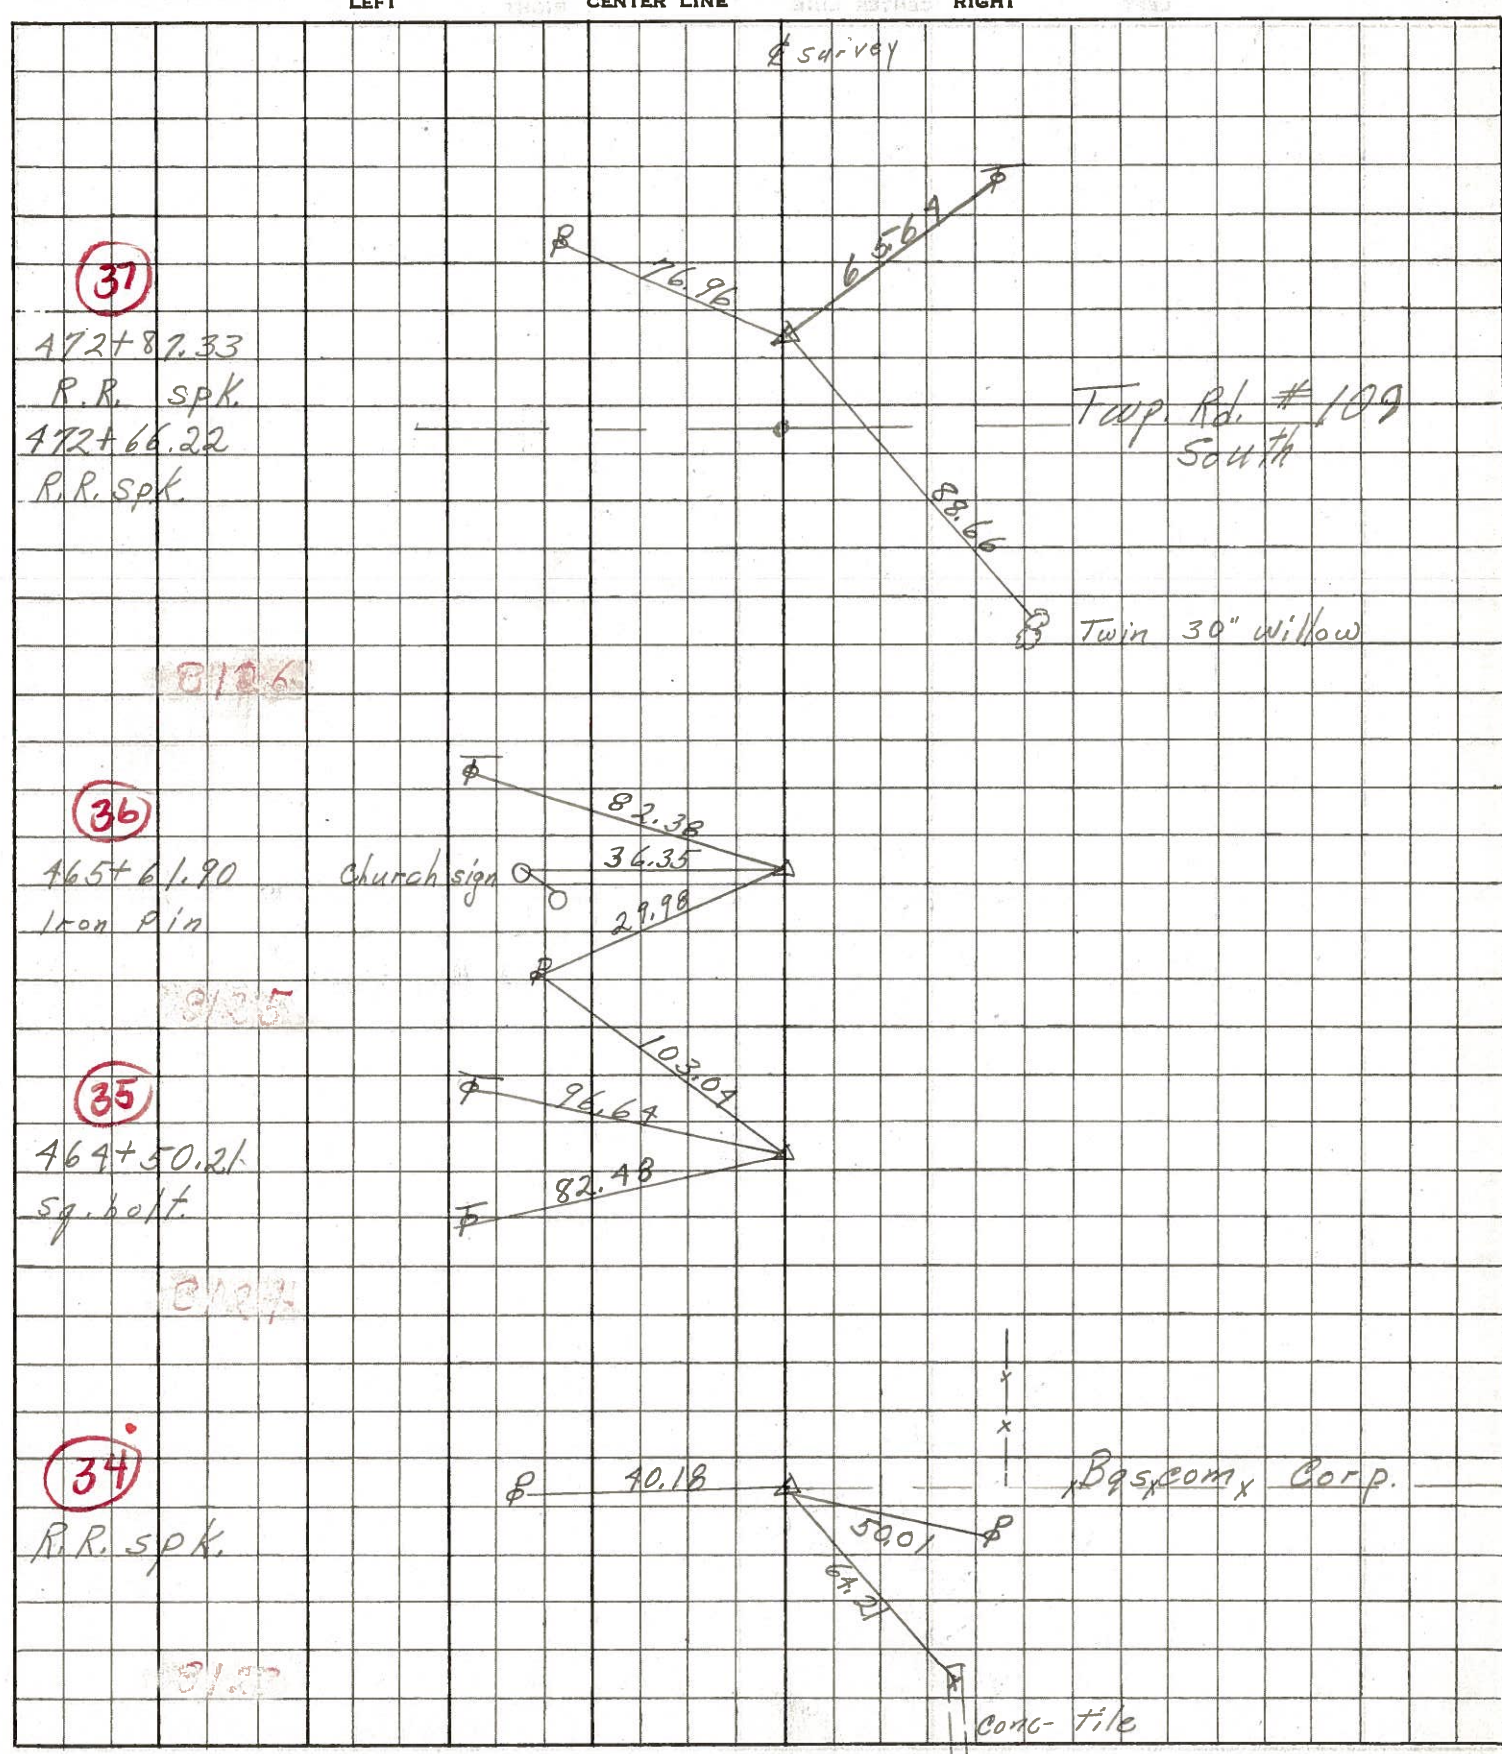 LEFT CENTER LINE RIGHT
℄ survey
65.64
76.96
37
472+87.33
R.R. spk.
Twp. Rd. #109
South
472+66.22
R.R. spk.
88.66
Twin 30" willow
8126
36
82.38
36.35
465+61.90
Church sign
29.98
Iron Pin
8125
103.04
35
96.64
464+50.21
82.48
sq. bolt.
8124
34
40.18
Corp.
50.01
R.R. spk.
64.21
conc- tile